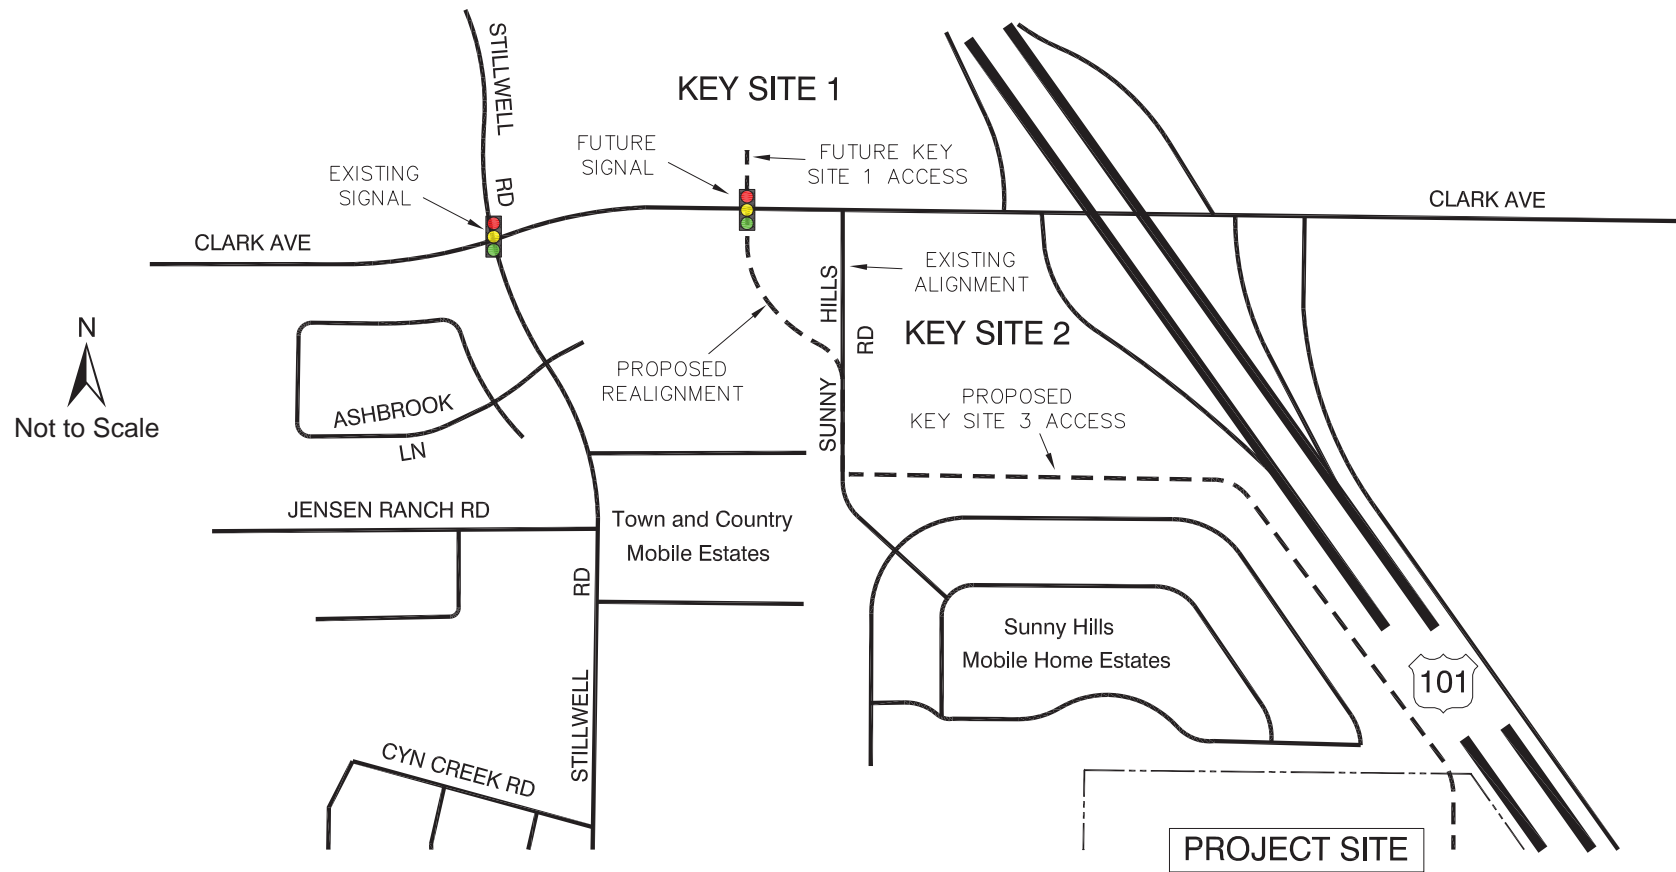 STILLWELL
RD
KEY SITE 1
FUTURE
SIGNAL
FUTURE KEY
SITE 1 ACCESS
EXISTING
SIGNAL
CLARK AVE
CLARK AVE
EXISTING
ALIGNMENT
SUNNY HILLS
RD
KEY SITE 2
N
Not to Scale
PROPOSED
REALIGNMENT
PROPOSED
KEY SITE 3 ACCESS
ASHBROOK
LN
JENSEN RANCH RD
Town and Country
Mobile Estates
STILLWELL RD
Sunny Hills
Mobile Home Estates
101
CYN CREEK RD
PROJECT SITE